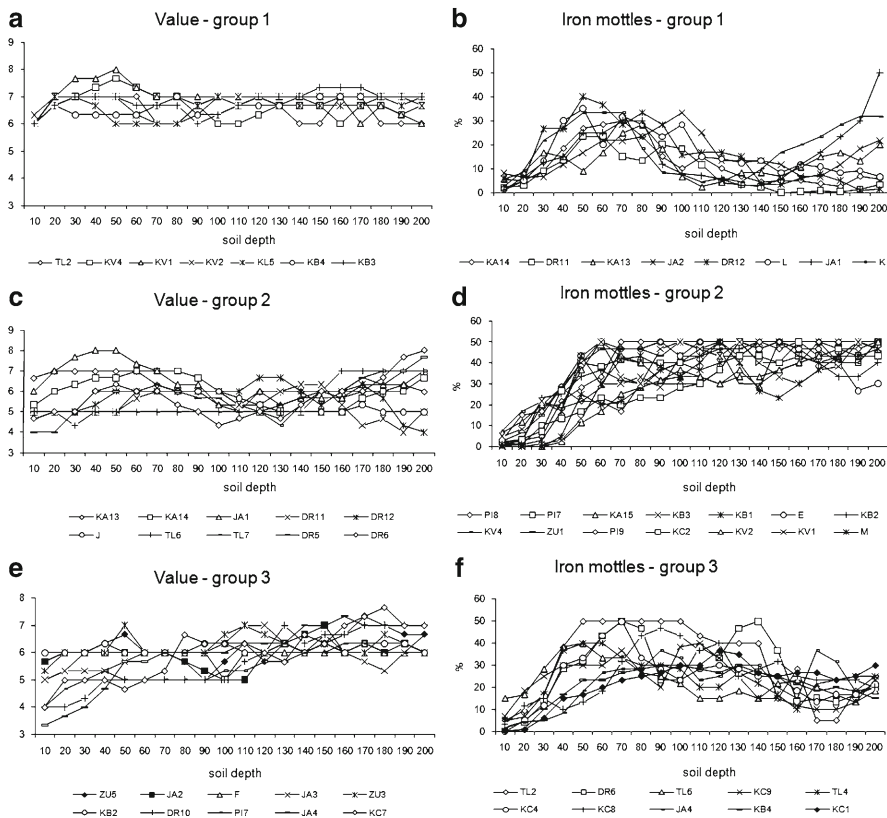 a
Value - group 1
9
8
7
6
5
4
3
10 20 30 40 50 60 70 80 90 100 110 120 130 140 150 160 170 180 190 200
soil depth
TL2 KV4 KV1 KV2 KL5 KB4 KB3
b
Iron mottles - group 1
%
60
50
40
30
20
10
0
10 20 30 40 50 60 70 80 90 100 110 120 130 140 150 160 170 180 190 200
soil depth
KA14 DR11 KA13 JA2 DR12 L JA1 K
c
Value - group 2
9
8
7
6
5
4
3
10 20 30 40 50 60 70 80 90 100 110 120 130 140 150 160 170 180 190 200
soil depth
KA13 KA14 JA1 DR11 DR12
J TL6 TL7 DR5 DR6
d
Iron mottles - group 2
%
60
50
40
30
20
10
0
10 20 30 40 50 60 70 80 90 100 110 120 130 140 150 160 170 180 190 200
soil depth
PI8 PI7 KA15 KB3 KB1 E KB2
KV4 ZU1 PI9 KC2 KV2 KV1 M
e
Value - group 3
8
7
6
5
4
3
10 20 30 40 50 60 70 80 90 100 110 120 130 140 150 160 170 180 190 200
soil depth
ZU5 JA2 F JA3 ZU3
KB2 DR10 PI7 JA4 KC7
f
Iron mottles - group 3
%
60
50
40
30
20
10
0
10 20 30 40 50 60 70 80 90 100 110 120 130 140 150 160 170 180 190 200
soil depth
TL2 DR6 TL6 KC9 TL4
KC4 KC8 JA4 KB4 KC1